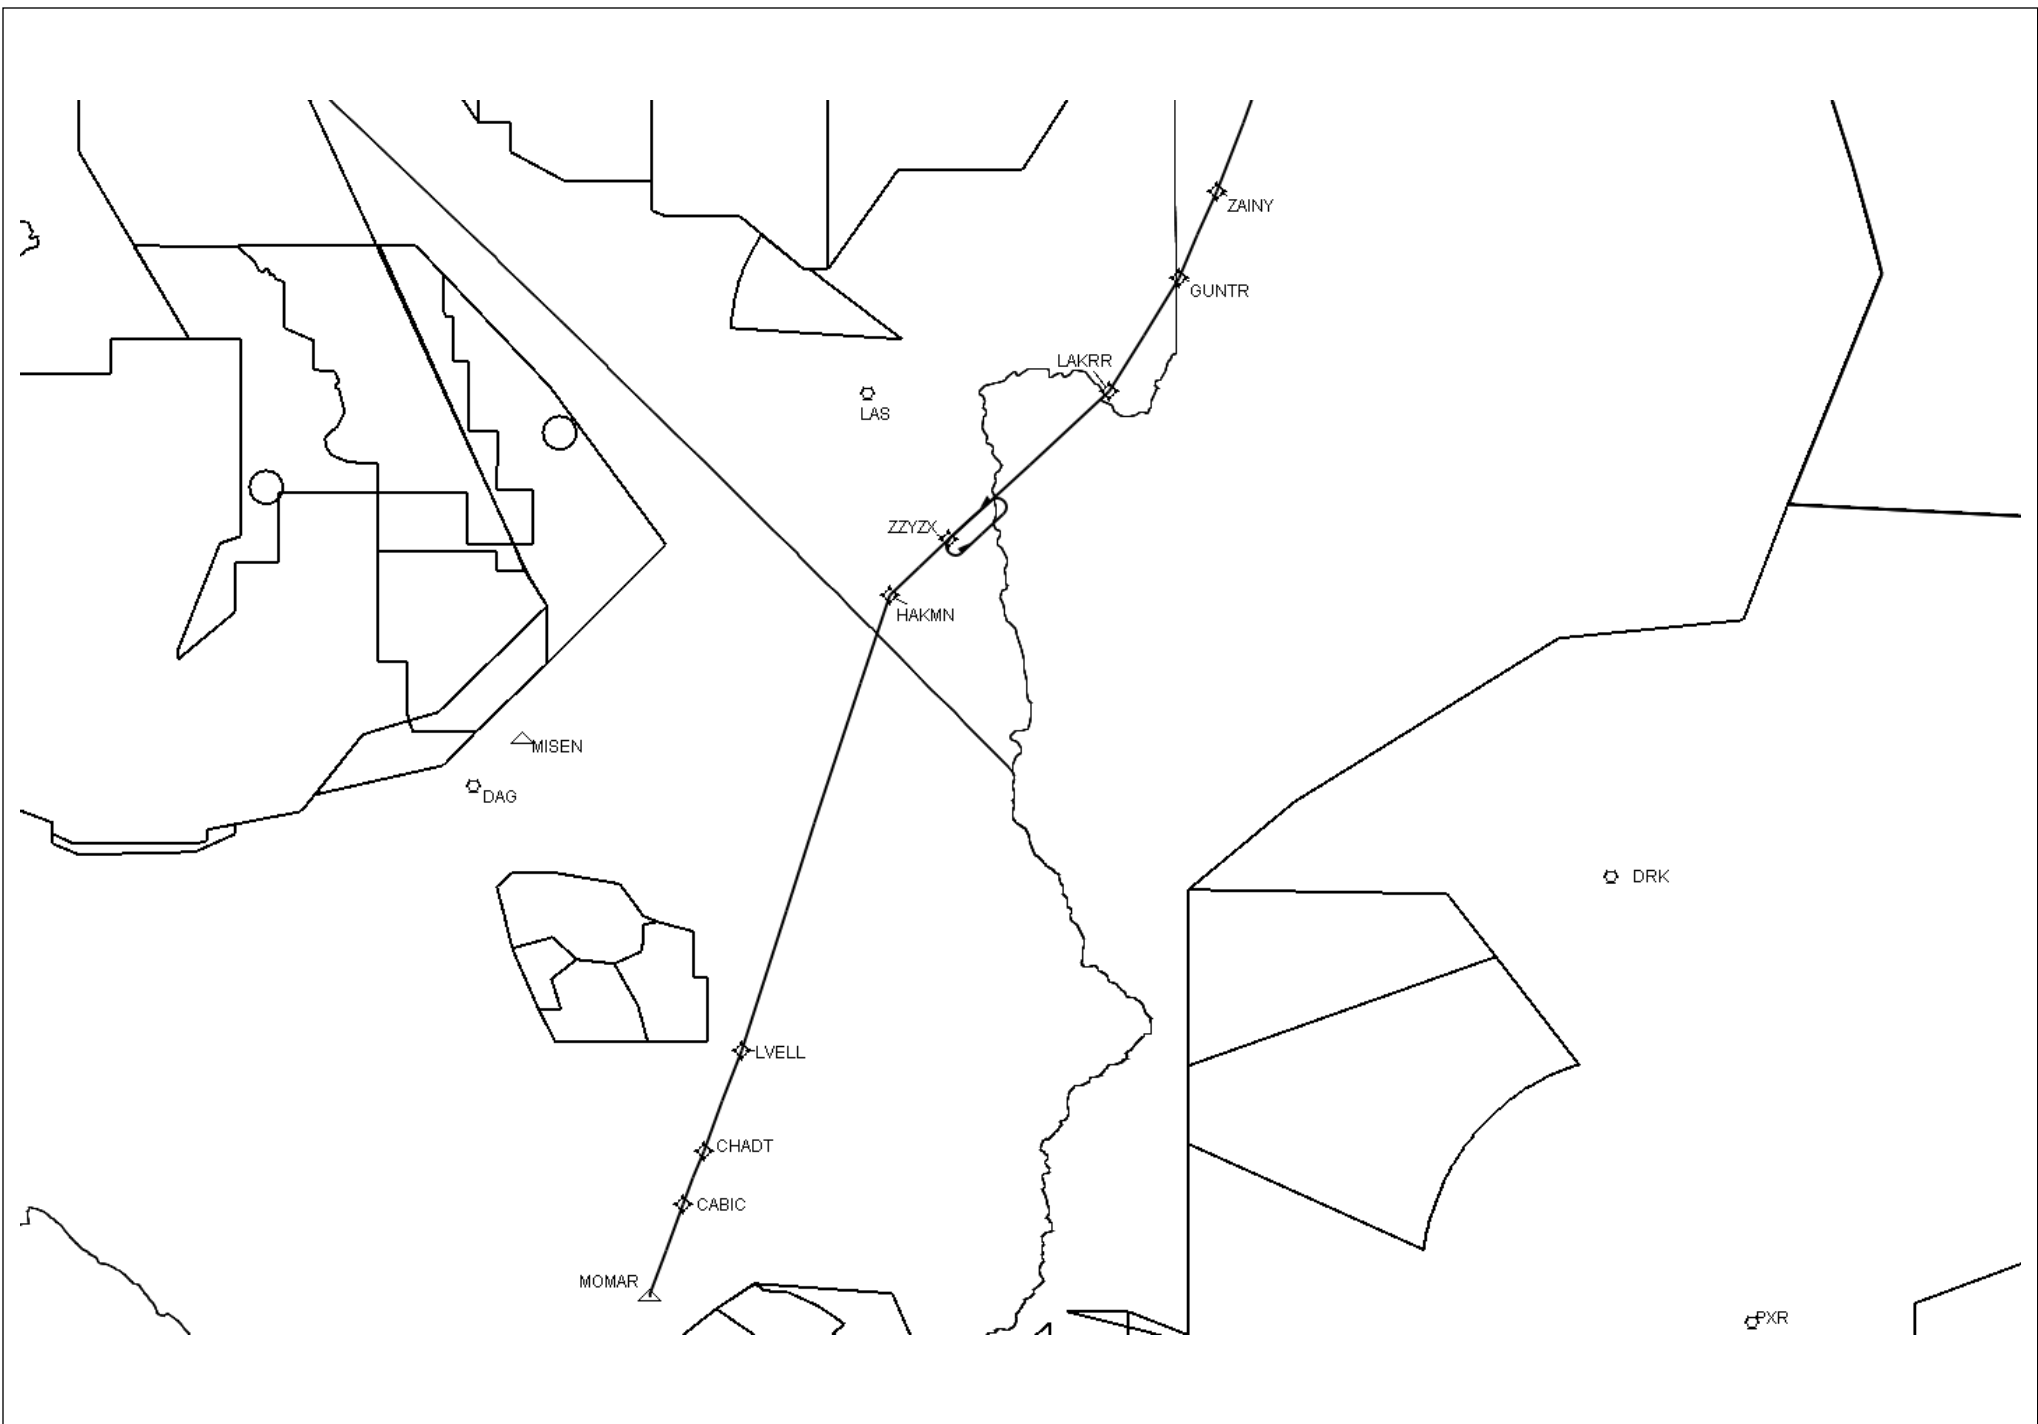 ZAINY
GUNTR
LAKRR
LAS
ZZYZX
HAKMN
MISEN
DAG
DRK
LVELL
CHADT
CABIC
MOMAR
PXR